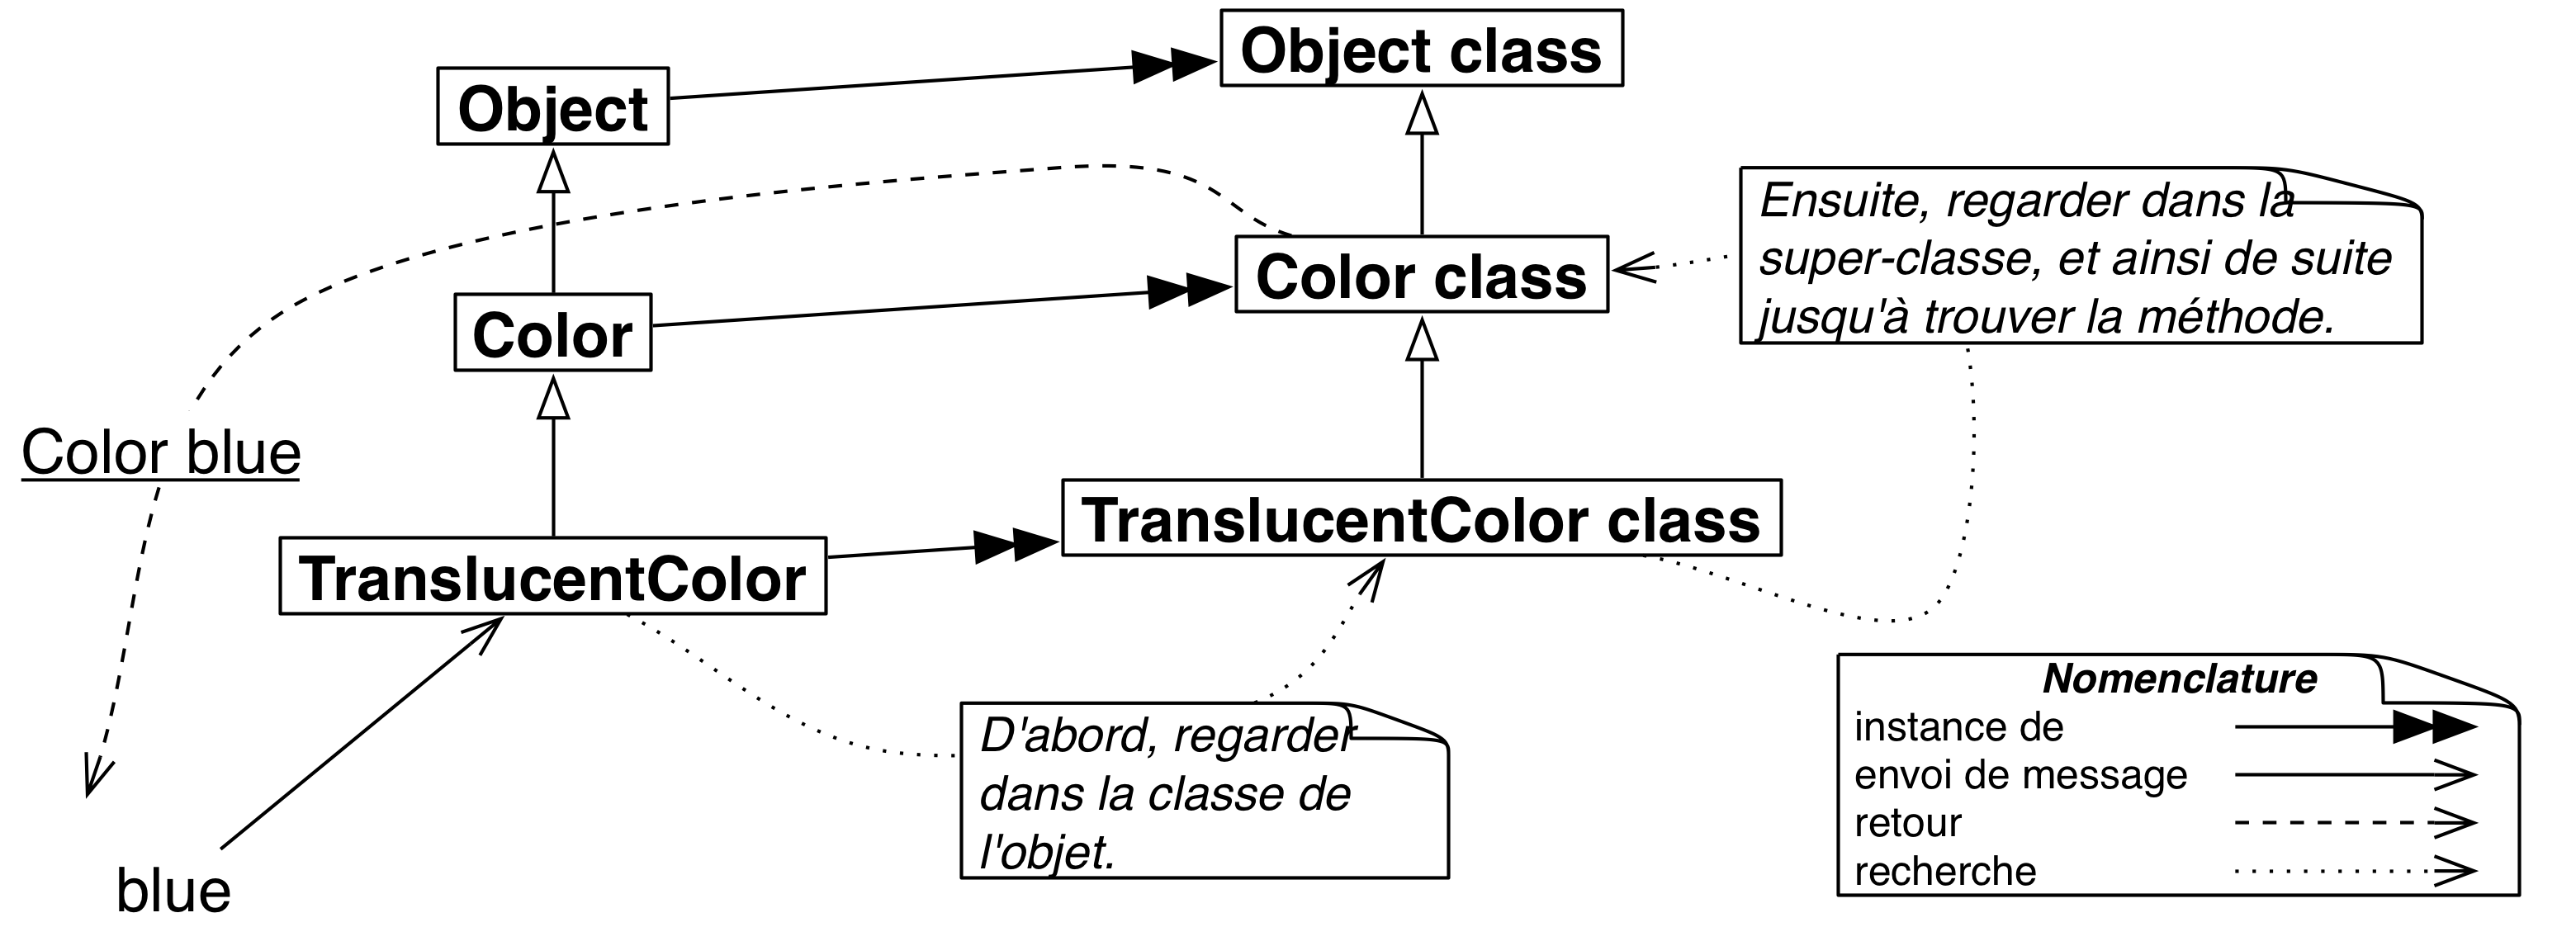 Object class
Object
Ensuite, regarder dans la
super-classe, et ainsi de suite
jusqu'à trouver la méthode.
Color class
Color
Color blue
TranslucentColor class
TranslucentColor
D'abord, regarder
dans la classe de
l'objet.
blue
Nomenclature
instance de
envoi de message
retour
recherche